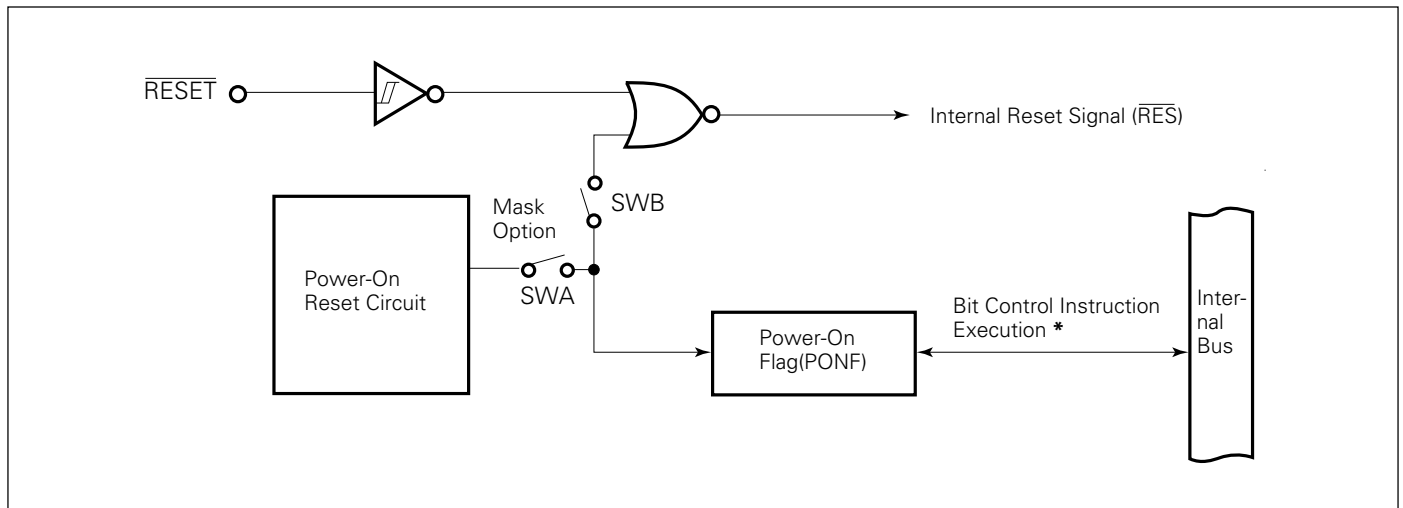 RESET
Internal Reset Signal (RES)
Mask
Option
SWB
SWA
Power-On
Reset Circuit
Power-On
Flag(PONF)
Bit Control Instruction
Execution *
Inter-
nal
Bus